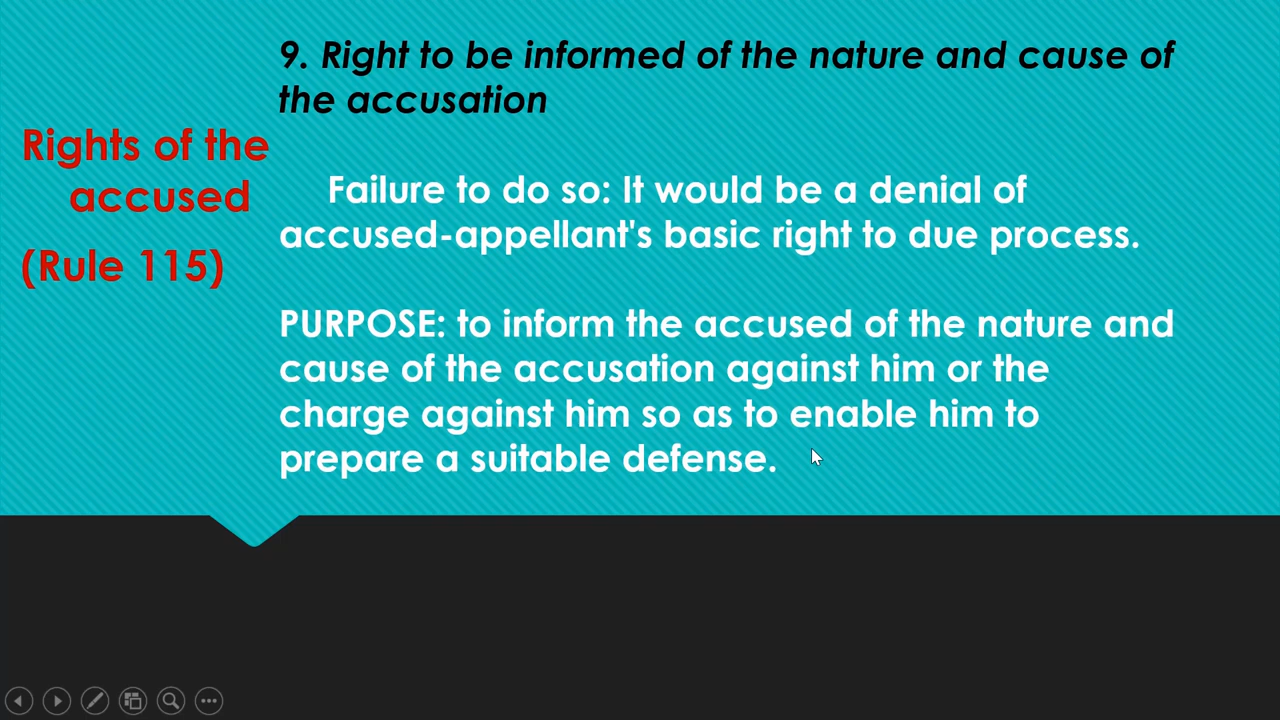 9. Right to be informed of the nature and cause of
the accusation
Rights of the
accused
(Rule 115)
Failure to do so: It would be a denial of
accused-appellant's basic right to due process.
PURPOSE: to inform the accused of the nature and
cause of the accusation against him or the
charge against him so as to enable him to
prepare a suitable defense.